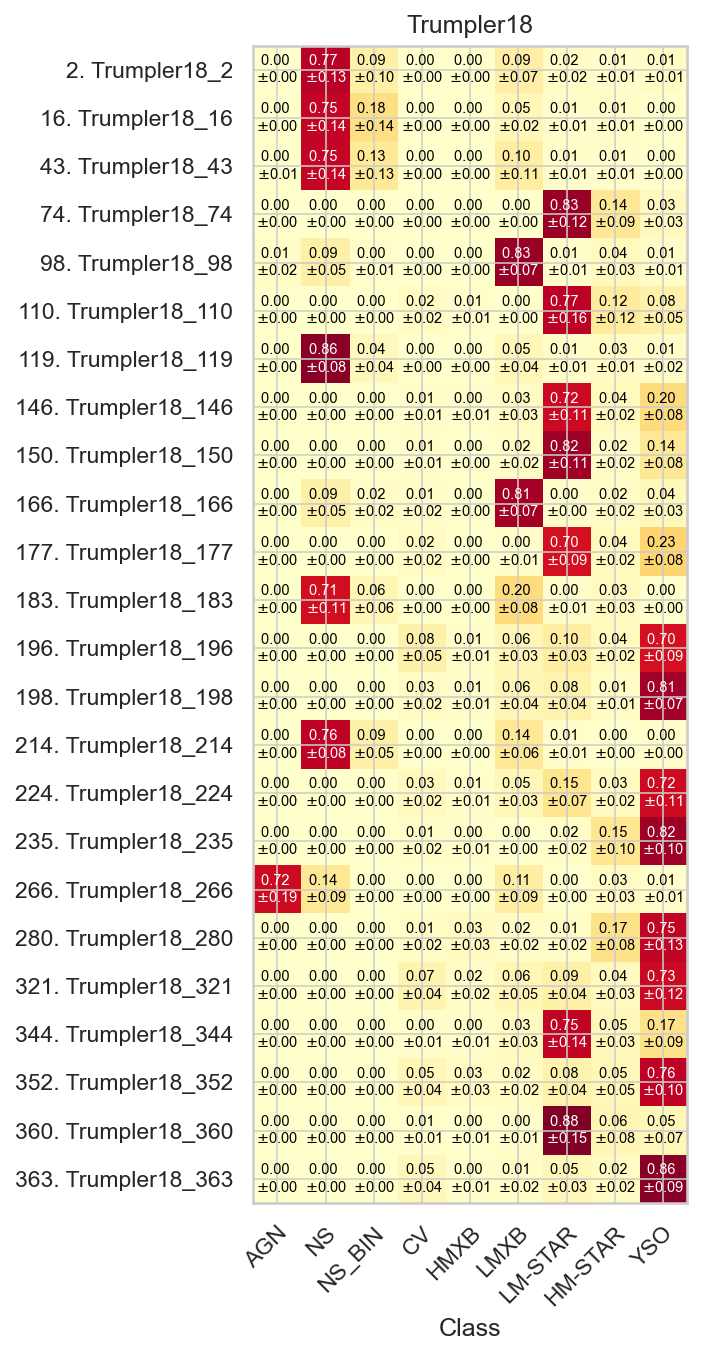 Trumpler18
2. Trumpler18_2 0.00 0.77 0.09 0.00 0.00 0.09 0.02 0.01 0.01
±0.00 ±0.13 ±0.10 ±0.00 ±0.00 ±0.07 ±0.02 ±0.01 ±0.01
16. Trumpler18_16 0.00 0.75 0.18 0.00 0.00 0.05 0.01 0.01 0.00
±0.00 ±0.14 ±0.14 ±0.00 ±0.00 ±0.02 ±0.01 ±0.01 ±0.00
43. Trumpler18_43 0.00 0.75 0.13 0.00 0.00 0.10 0.01 0.01 0.00
±0.01 ±0.14 ±0.13 ±0.00 ±0.00 ±0.11 ±0.01 ±0.01 ±0.00
74. Trumpler18_74 0.00 0.00 0.00 0.00 0.00 0.00 0.83 0.14 0.03
±0.00 ±0.00 ±0.00 ±0.00 ±0.00 ±0.00 ±0.12 ±0.09 ±0.03
98. Trumpler18_98 0.01 0.09 0.00 0.00 0.00 0.83 0.01 0.04 0.01
±0.02 ±0.05 ±0.01 ±0.00 ±0.00 ±0.07 ±0.01 ±0.03 ±0.01
110. Trumpler18_110 0.00 0.00 0.00 0.02 0.01 0.00 0.77 0.12 0.08
±0.00 ±0.00 ±0.00 ±0.02 ±0.01 ±0.00 ±0.16 ±0.12 ±0.05
119. Trumpler18_119 0.00 0.86 0.04 0.00 0.00 0.05 0.01 0.03 0.01
±0.00 ±0.08 ±0.04 ±0.00 ±0.00 ±0.04 ±0.01 ±0.01 ±0.02
146. Trumpler18_146 0.00 0.00 0.00 0.00 0.00 0.03 0.72 0.04 0.20
±0.00 ±0.00 ±0.00 ±0.01 ±0.01 ±0.03 ±0.11 ±0.02 ±0.08
150. Trumpler18_150 0.00 0.00 0.00 0.01 0.00 0.02 0.82 0.02 0.14
±0.00 ±0.00 ±0.00 ±0.01 ±0.00 ±0.02 ±0.11 ±0.02 ±0.08
166. Trumpler18_166 0.00 0.09 0.02 0.01 0.00 0.81 0.00 0.02 0.04
±0.00 ±0.05 ±0.02 ±0.02 ±0.00 ±0.07 ±0.00 ±0.02 ±0.03
177. Trumpler18_177 0.00 0.00 0.00 0.02 0.00 0.00 0.70 0.04 0.23
±0.00 ±0.00 ±0.00 ±0.02 ±0.00 ±0.01 ±0.09 ±0.02 ±0.08
183. Trumpler18_183 0.00 0.71 0.06 0.00 0.00 0.20 0.00 0.03 0.00
±0.00 ±0.11 ±0.06 ±0.00 ±0.00 ±0.08 ±0.01 ±0.03 ±0.00
196. Trumpler18_196 0.00 0.00 0.00 0.08 0.01 0.06 0.10 0.04 0.70
±0.00 ±0.00 ±0.00 ±0.05 ±0.01 ±0.03 ±0.03 ±0.02 ±0.09
198. Trumpler18_198 0.00 0.00 0.00 0.03 0.01 0.06 0.08 0.01 0.81
±0.00 ±0.00 ±0.00 ±0.02 ±0.01 ±0.04 ±0.04 ±0.01 ±0.07
214. Trumpler18_214 0.00 0.76 0.09 0.00 0.00 0.14 0.01 0.00 0.00
±0.00 ±0.08 ±0.05 ±0.00 ±0.00 ±0.06 ±0.01 ±0.00 ±0.00
224. Trumpler18_224 0.00 0.00 0.00 0.03 0.01 0.05 0.15 0.03 0.72
±0.00 ±0.00 ±0.00 ±0.02 ±0.01 ±0.03 ±0.07 ±0.02 ±0.11
235. Trumpler18_235 0.00 0.00 0.00 0.01 0.00 0.00 0.02 0.15 0.82
±0.00 ±0.00 ±0.00 ±0.02 ±0.01 ±0.00 ±0.02 ±0.10 ±0.10
266. Trumpler18_266 0.72 0.14 0.00 0.00 0.00 0.11 0.00 0.03 0.01
±0.19 ±0.09 ±0.00 ±0.00 ±0.00 ±0.09 ±0.00 ±0.03 ±0.01
280. Trumpler18_280 0.00 0.00 0.00 0.01 0.03 0.02 0.01 0.17 0.75
±0.00 ±0.00 ±0.00 ±0.02 ±0.03 ±0.02 ±0.02 ±0.08 ±0.13
321. Trumpler18_321 0.00 0.00 0.00 0.07 0.02 0.06 0.09 0.04 0.73
±0.00 ±0.00 ±0.00 ±0.04 ±0.02 ±0.05 ±0.04 ±0.03 ±0.12
344. Trumpler18_344 0.00 0.00 0.00 0.00 0.00 0.03 0.75 0.05 0.17
±0.00 ±0.00 ±0.00 ±0.01 ±0.01 ±0.03 ±0.14 ±0.03 ±0.09
352. Trumpler18_352 0.00 0.00 0.00 0.05 0.03 0.02 0.08 0.05 0.76
±0.00 ±0.00 ±0.00 ±0.04 ±0.03 ±0.02 ±0.04 ±0.05 ±0.10
360. Trumpler18_360 0.00 0.00 0.00 0.01 0.00 0.00 0.88 0.06 0.05
±0.00 ±0.00 ±0.00 ±0.01 ±0.01 ±0.01 ±0.15 ±0.08 ±0.07
363. Trumpler18_363 0.00 0.00 0.00 0.05 0.00 0.01 0.05 0.02 0.86
±0.00 ±0.00 ±0.00 ±0.04 ±0.01 ±0.02 ±0.03 ±0.02 ±0.09
AGN NS NS_BIN CV HMXB LMXB LM-STAR HM-STAR YSO
Class